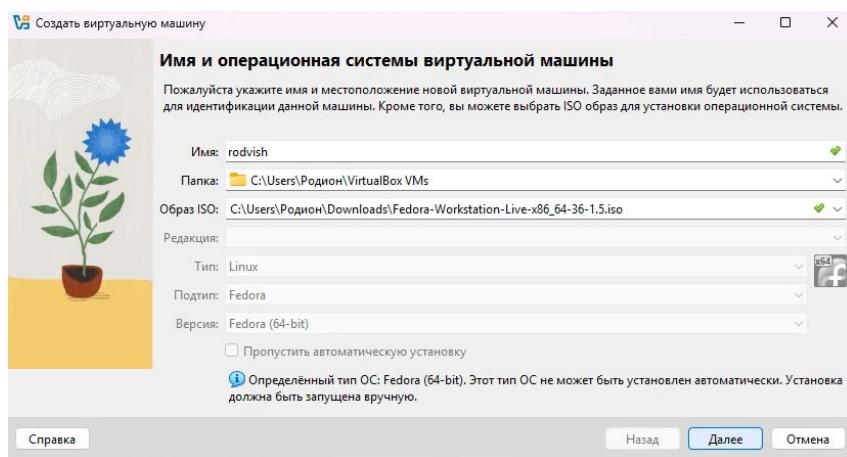 Создать виртуальную машину
Имя и операционная системы виртуальной машины
Пожалуйста укажите имя и местоположение новой виртуальной машины. Заданное вами имя будет использоваться
для идентификации данной машины. Кроме того, вы можете выбрать ISO образ для установки операционной системы.
Имя: rodvish
Папка: C:\Users\Родион\VirtualBox VMs
Образ ISO: C:\Users\Родион\Downloads\Fedora-Workstation-Live-x86_64-36-1.5.iso
Редакция:
Тип: Linux
x64
Подтип: Fedora
Версия: Fedora (64-bit)
Пропустить автоматическую установку
Определённый тип ОС: Fedora (64-bit). Этот тип ОС не может быть установлен автоматически. Установка
должна быть запущена вручную.
Справка Назад Далее Отмена